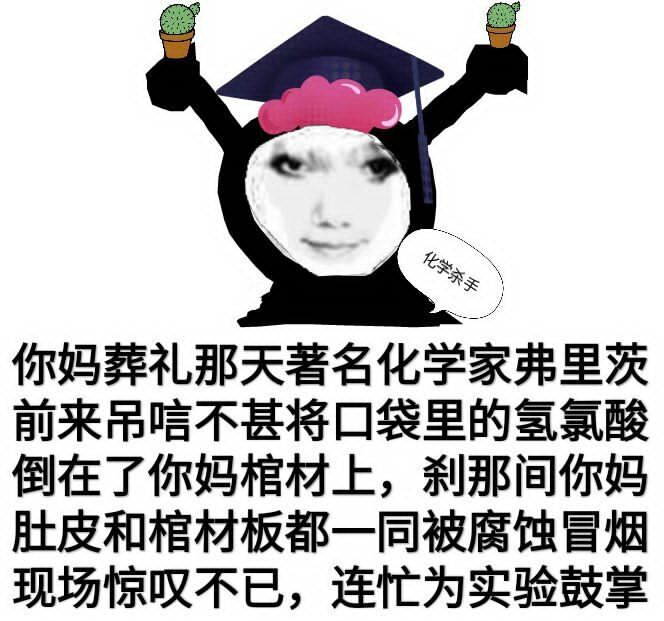 化学杀手
你妈葬礼那天著名化学家弗里茨
前来吊唁不甚将口袋里的氢氯酸
倒在了你妈棺材上，刹那间你妈
肚皮和棺材板都一同被腐蚀冒烟
现场惊叹不已，连忙为实验鼓掌